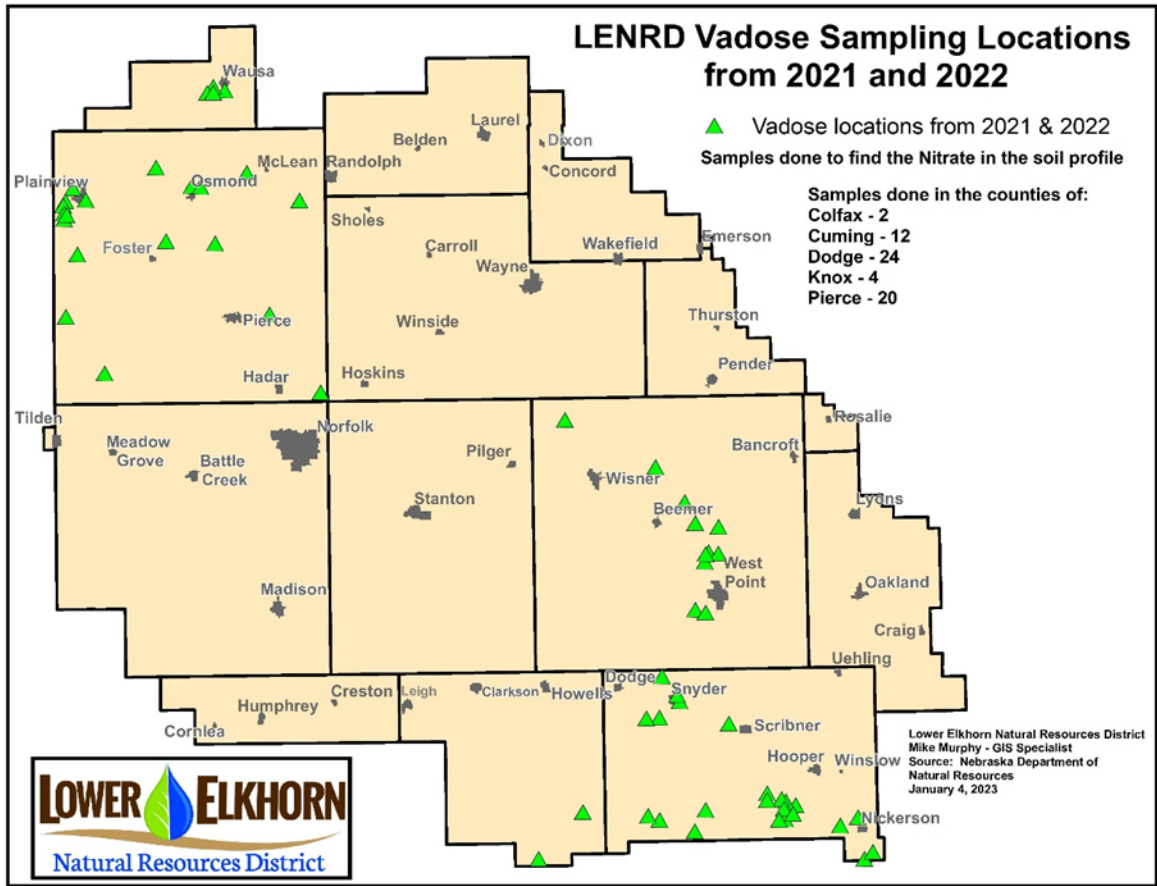 LENRD Vadose Sampling Locations
from 2021 and 2022
Vadose locations from 2021 & 2022
Samples done to find the Nitrate in the soil profile
Samples done in the counties of:
Colfax - 2
Cuming - 12
Dodge - 24
Knox - 4
Pierce - 20
Wausa
Laurel
Belden
Dixon
McLean
Randolph
Concord
Plainview
Osmond
Sholes
Foster
Carroll
Wakefield
Emerson
Wayne
Pierce
Winside
Thurston
Hadar
Hoskins
Pender
Tilden
Norfolk
Rosalie
Meadow
Grove
Battle
Creek
Pilger
Wisner
Bancroft
Stanton
Beemer
Lyons
West
Point
Madison
Oakland
Craig
Uehling
Creston
Leigh
Clarkson
Howells
Dodge
Snyder
Humphrey
Cornlea
Scribner
Hooper
Winslow
Nickerson
Lower Elkhorn Natural Resources District
Mike Murphy - GIS Specialist
Source: Nebraska Department of
Natural Resources
January 4, 2023
LOWER ELKHORN
Natural Resources District